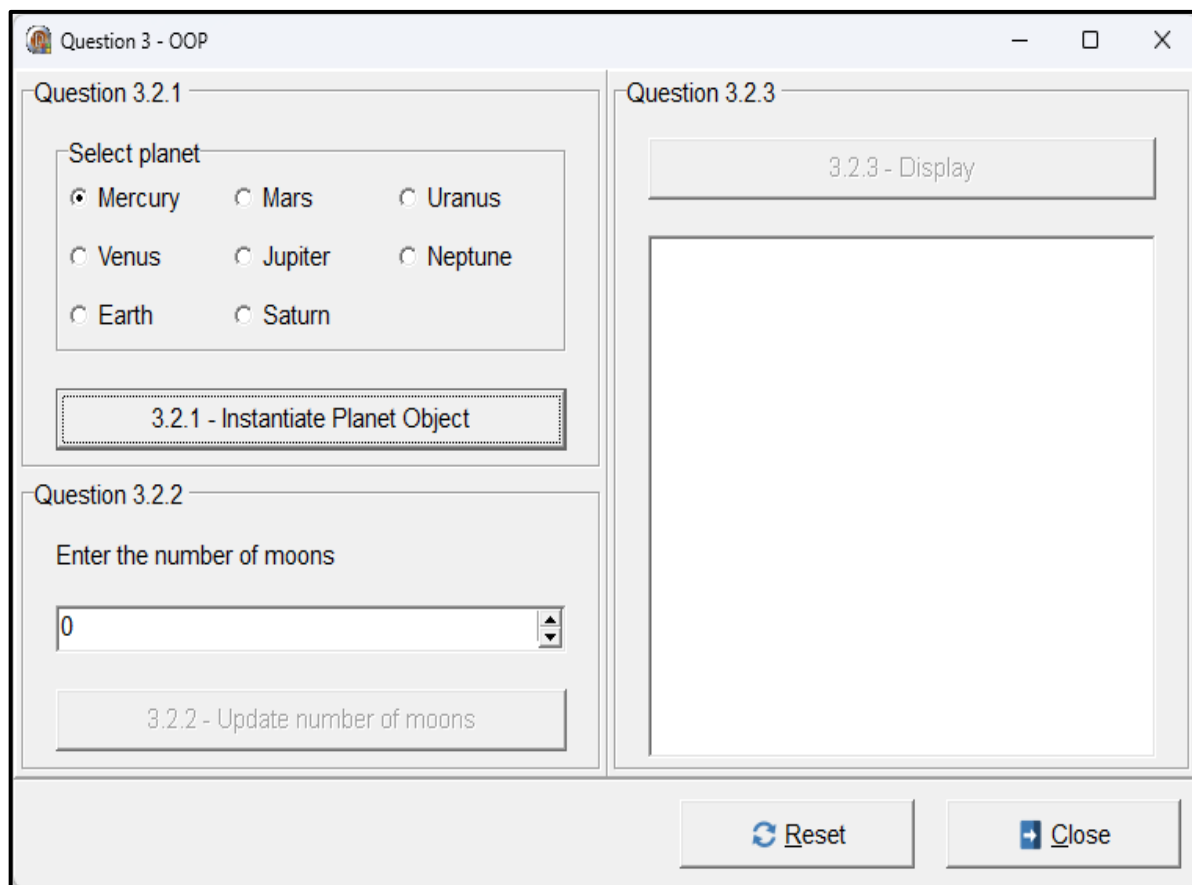 Question 3 - OOP
Question 3.2.1
Select planet
Mercury Mars Uranus
Venus Jupiter Neptune
Earth Saturn
3.2.1 - Instantiate Planet Object
Question 3.2.2
Enter the number of moons
0
3.2.2 - Update number of moons
Question 3.2.3
3.2.3 - Display
Reset Close